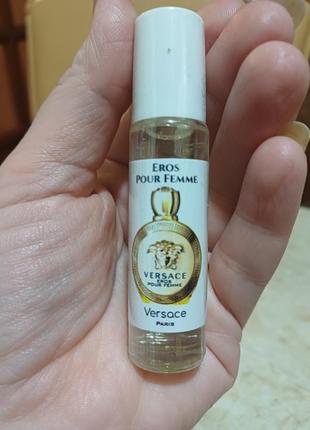 EROS
POUR FEMME
VERSACE
EROS
POUR FEMME
Versace
PARIS